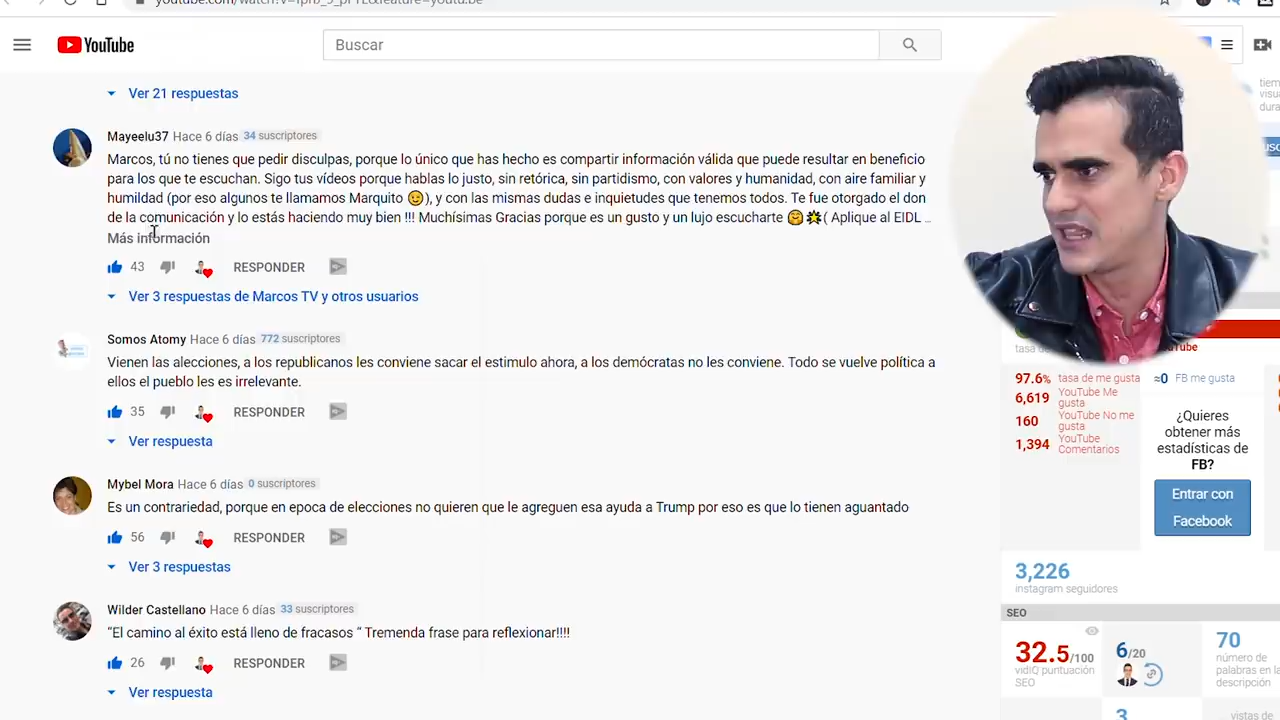 YouTube
Buscar
Ver 21 respuestas
Mayeelu37 Hace 6 días 34 suscriptores
Marcos, tú no tienes que pedir disculpas, porque lo único que has hecho es compartir información válida que puede resultar en beneficio
para los que te escuchan. Sigo tus vídeos porque hablas lo justo, sin retórica, sin partidismo, con valores y humanidad, con aire familiar y
humildad (por eso algunos te llamamos Marquito 😉), y con las mismas dudas e inquietudes que tenemos todos. Te fue otorgado el don
de la comunicación y lo estás haciendo muy bien !!! Muchísimas Gracias porque es un gusto y un lujo escucharte 🤗🌟( Aplique al EIDL ...
Más información
43 RESPONDER
Ver 3 respuestas de Marcos TV y otros usuarios
Somos Atomy Hace 6 días 772 suscriptores
Vienen las alecciones, a los republicanos les conviene sacar el estimulo ahora, a los demócratas no les conviene. Todo se vuelve política a
ellos el pueblo les es irrelevante.
35 RESPONDER
Ver respuesta
Mybel Mora Hace 6 días 0 suscriptores
Es un contrariedad, porque en epoca de elecciones no quieren que le agreguen esa ayuda a Trump por eso es que lo tienen aguantado
56 RESPONDER
Ver 3 respuestas
Wilder Castellano Hace 6 días 33 suscriptores
“El camino al éxito está lleno de fracasos “ Tremenda frase para reflexionar!!!!
26 RESPONDER
Ver respuesta
97.6% tasa de me gusta
6,619 YouTube Me
gusta
160 YouTube No me
gusta
1,394 YouTube
Comentarios
≈0 FB me gusta
¿Quieres
obtener más
estadísticas de
FB?
Entrar con
Facebook
3,226
instagram seguidores
SEO
32.5/100
vidiQ puntuación
SEO
6/20
70
número de
palabras en la
descripción
3
...vistas de